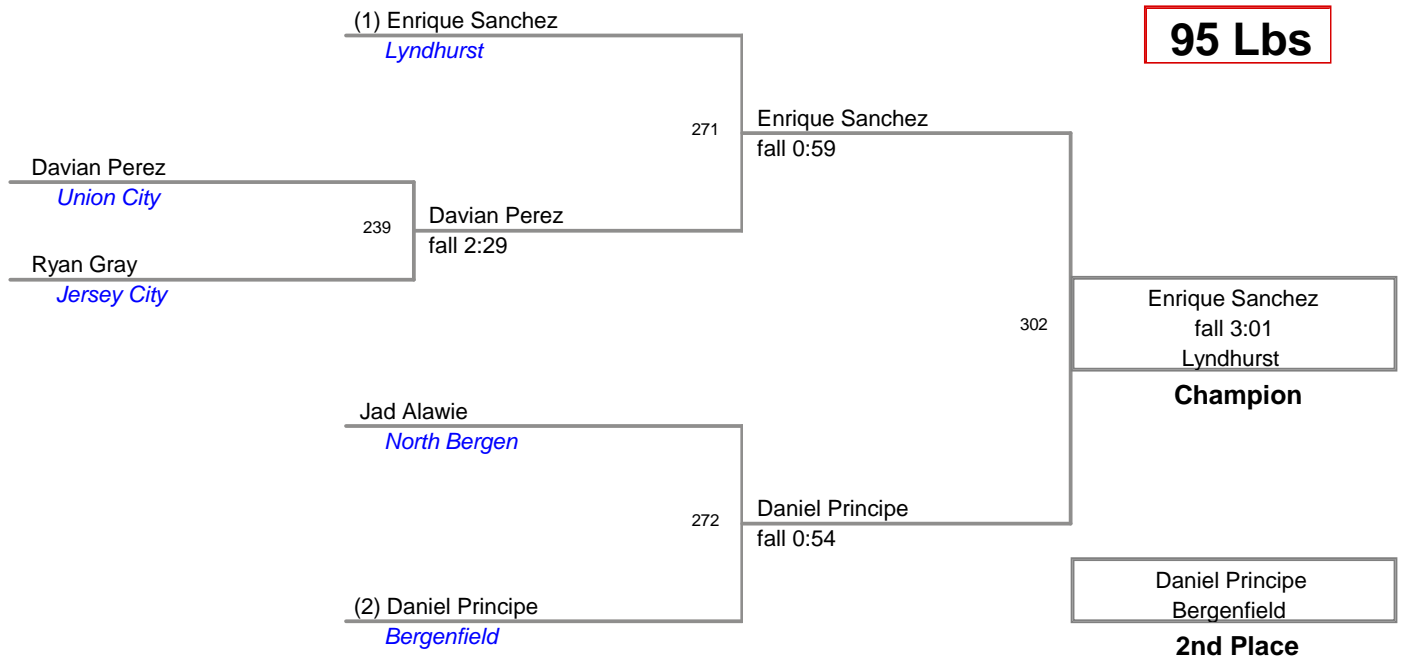 (1) Enrique Sanchez
Lyndhurst
95 Lbs
271
Enrique Sanchez
fall 0:59
Davian Perez
Union City
239
Davian Perez
fall 2:29
Ryan Gray
Jersey City
302
Enrique Sanchez
fall 3:01
Lyndhurst
Champion
Jad Alawie
North Bergen
272
Daniel Principe
fall 0:54
(2) Daniel Principe
Bergenfield
Daniel Principe
Bergenfield
2nd Place